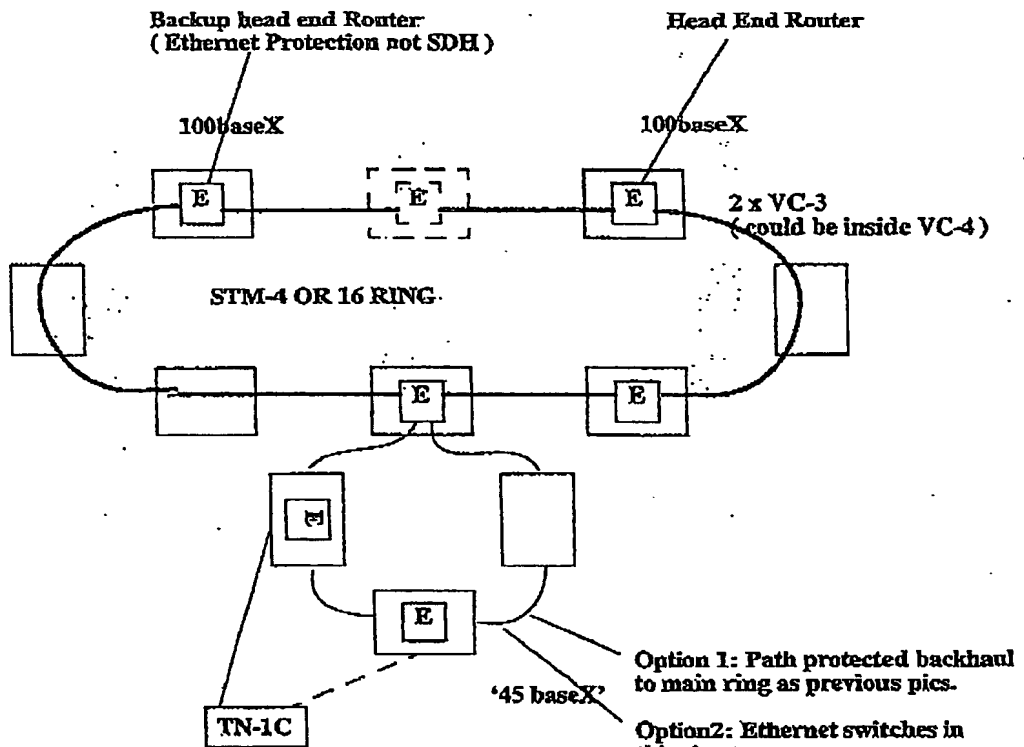 Backup head end Router
( Ethernet Protection not SDH )
Head End Router
100baseX
100baseX
E
E
E
2 x VC-3
( could be inside VC-4 )
STM-4 OR 16 RING
E
E
E
E
Option 1: Path protected backhaul
to main ring as previous pics.
'45 baseX'
TN-1C
Option2: Ethernet switches in